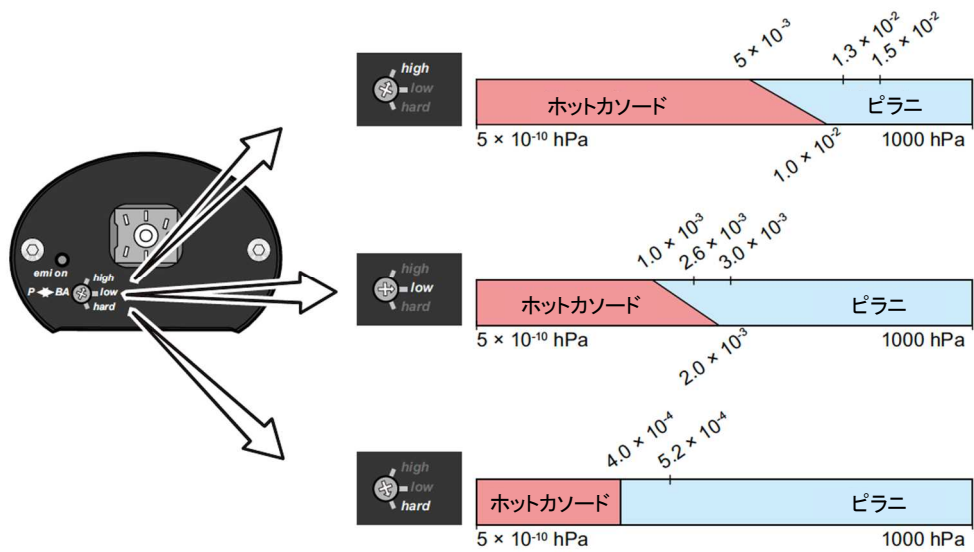 emi on
P BA
high
low
hard
high
low
hard
5 × 10⁻³
1.3 × 10⁻²
1.5 × 10⁻²
ホットカソード
ピラニ
5 × 10⁻¹⁰ hPa
1.0 × 10⁻²
1000 hPa
high
low
hard
1.0 × 10⁻³
2.6 × 10⁻³
3.0 × 10⁻³
ホットカソード
ピラニ
5 × 10⁻¹⁰ hPa
2.0 × 10⁻³
1000 hPa
high
low
hard
4.0 × 10⁻⁴
5.2 × 10⁻⁴
ホットカソード
ピラニ
5 × 10⁻¹⁰ hPa
1000 hPa